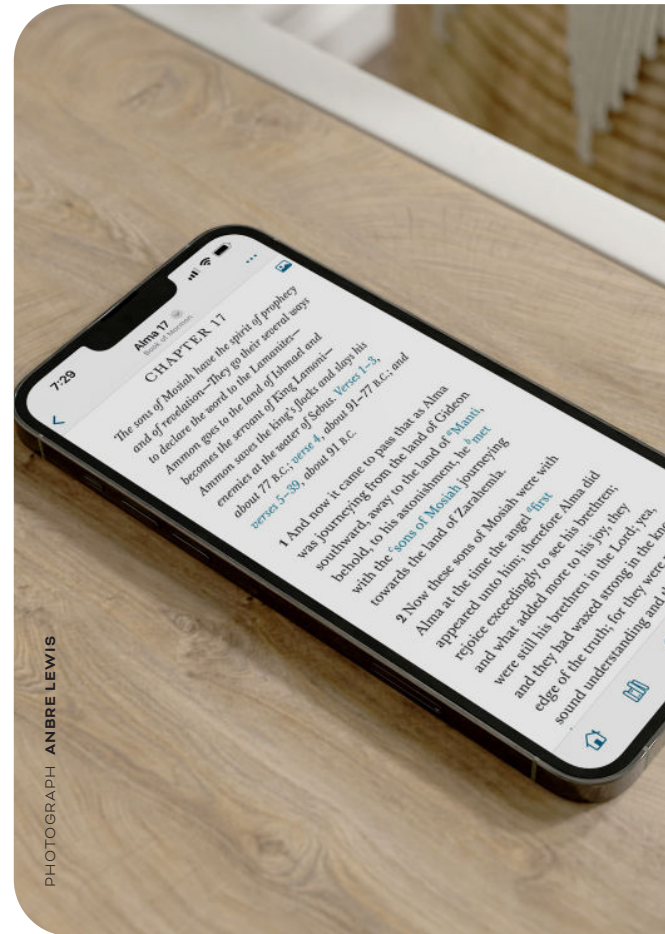 7:29
Alma 17
Book of Mormon
CHAPTER 17
The sons of Mosiah have the spirit of prophecy
and of revelation—They go their several ways
to declare the word to the Lamanites—
Ammon goes to the land of Ishmael and
becomes the servant of King Lamoni—
Ammon saves the king's flocks and slays his
enemies at the water of Sebus. Verses 1–3,
about 77 B.C.; verse 4, about 91–77 B.C.; and
verses 5–39, about 91 B.C.
1 And now it came to pass that as Alma
was journeying from the land of Gideon
southward, away to the land of aManti,
behold, to his astonishment, he bmet
with the csons of Mosiah journeying
towards the land of Zarahemla.
2 Now these sons of Mosiah were with
Alma at the time the angel afirst
appeared unto him; therefore Alma did
rejoice exceedingly to see his brethren;
and what added more to his joy, they
were still his brethren in the Lord; yea,
and they had waxed strong in the
edge of the truth; for they were
sound understanding and
PHOTOGRAPH ANBRE LEWIS